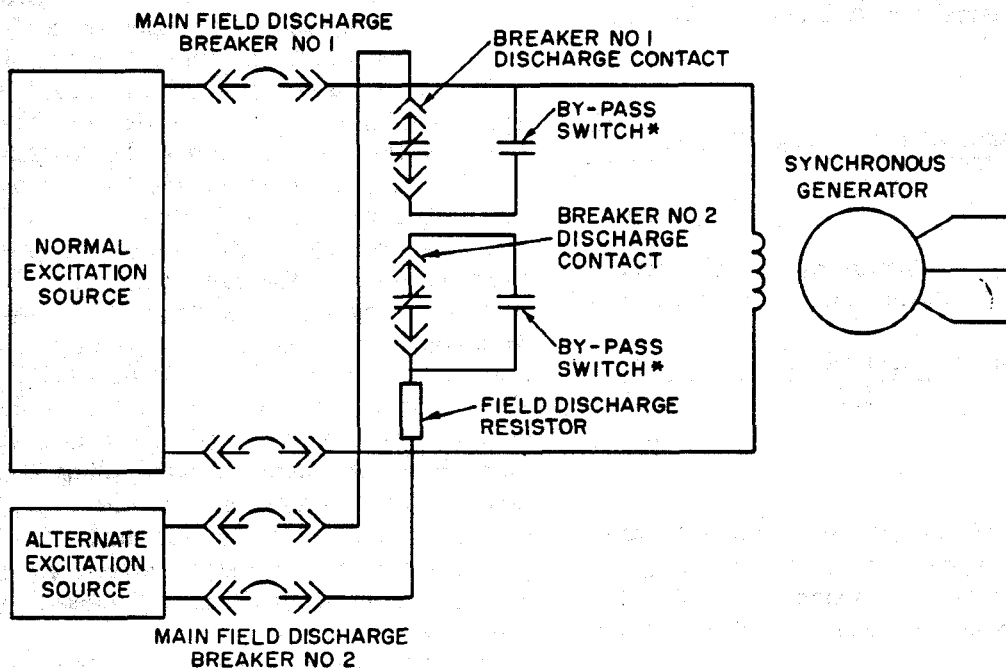 MAIN FIELD DISCHARGE
BREAKER NO 1
BREAKER NO 1
DISCHARGE CONTACT
BY-PASS
SWITCH*
SYNCHRONOUS
GENERATOR
NORMAL
EXCITATION
SOURCE
BREAKER NO 2
DISCHARGE
CONTACT
BY-PASS
SWITCH*
FIELD DISCHARGE
RESISTOR
ALTERNATE
EXCITATION
SOURCE
MAIN FIELD DISCHARGE
BREAKER NO 2